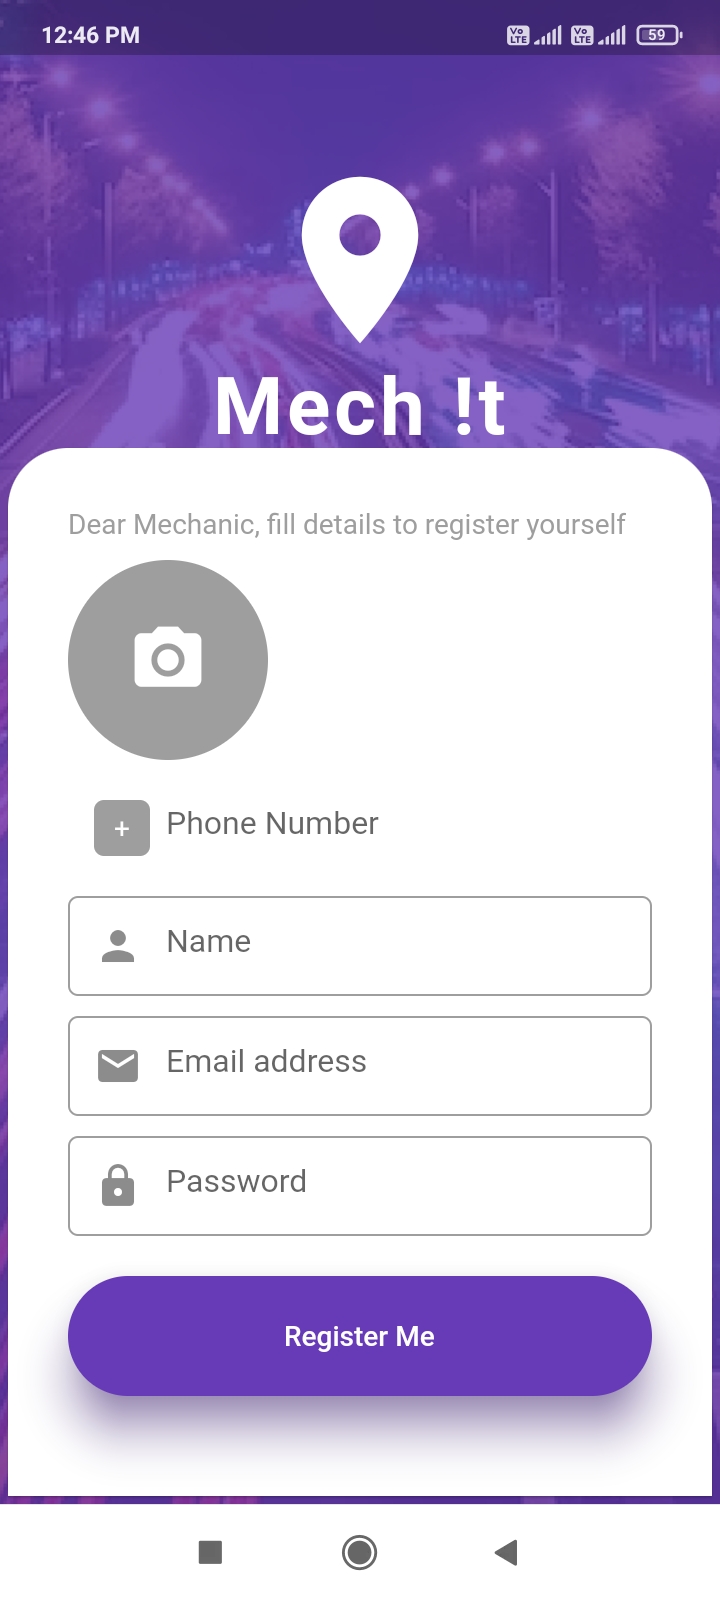 12:46 PM
Vo LTE Vo LTE 59
Mech !t
Dear Mechanic, fill details to register yourself
+ Phone Number
Name
Email address
Password
Register Me